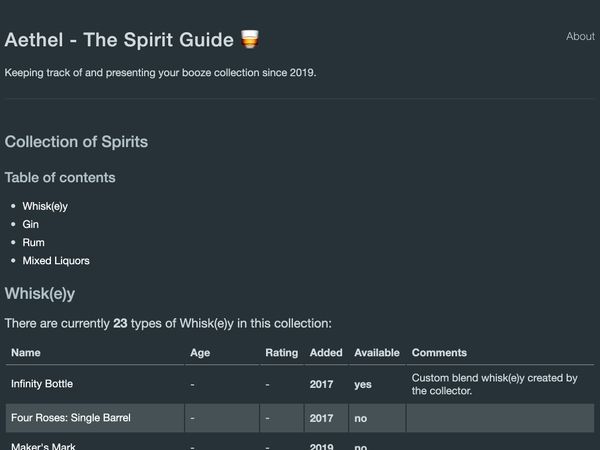 Aethel - The Spirit Guide 🥃
About
Keeping track of and presenting your booze collection since 2019.
Collection of Spirits
Table of contents
• Whisk(e)y
• Gin
• Rum
• Mixed Liquors
Whisk(e)y
There are currently 23 types of Whisk(e)y in this collection:
Name Age Rating Added Available Comments
Infinity Bottle - - 2017 yes Custom blend whisk(e)y created by
the collector.
Four Roses: Single Barrel - - 2017 no
Maker's Mark - - 2019 no